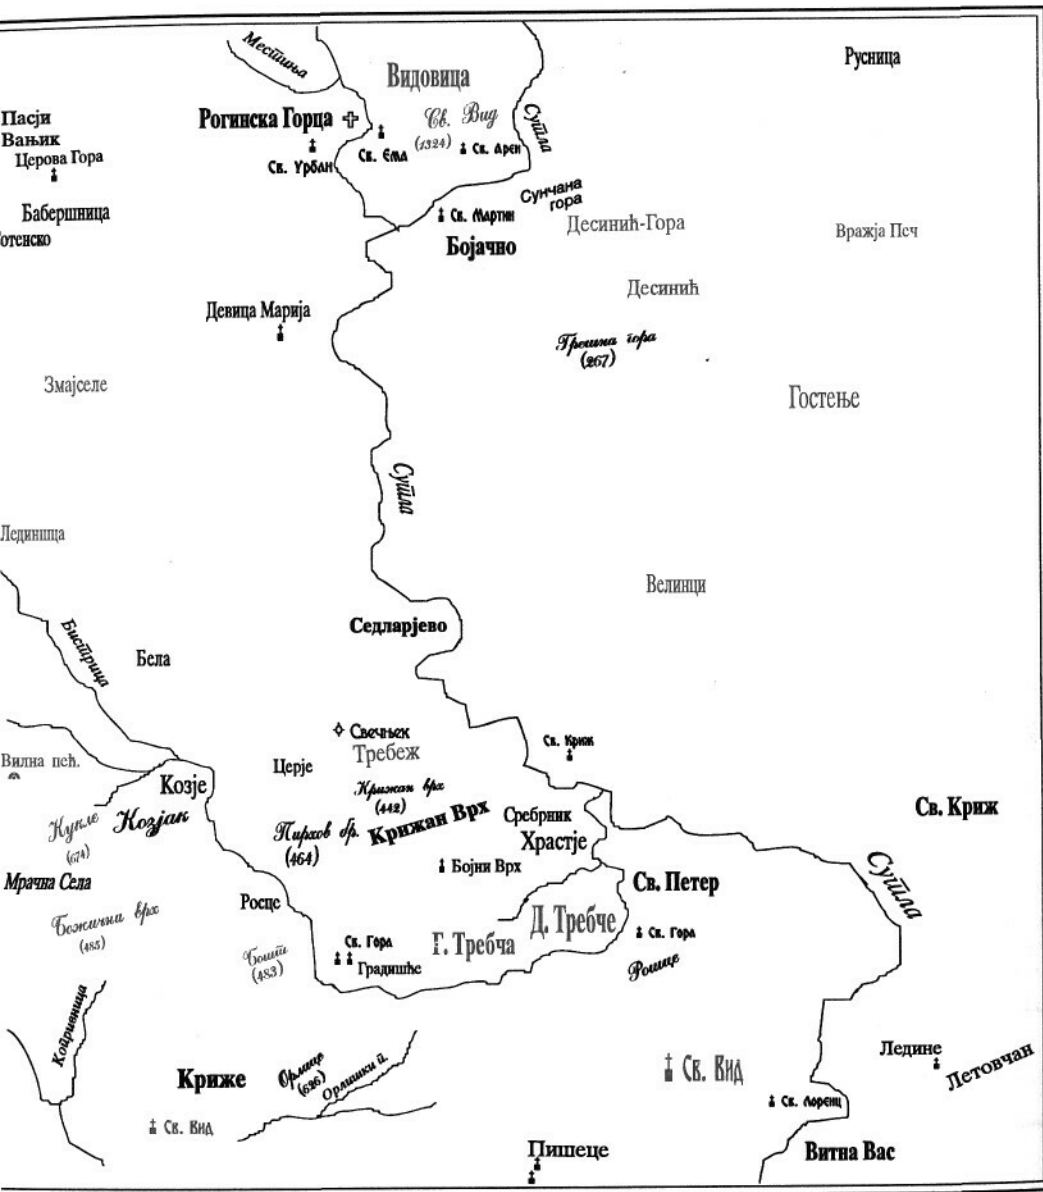 Местиња
Русница
Видовица
Пасји
Вањик
Церова Гора
Рогинска Горца
Св. Вид
(1324)
Сутла
Св. Ема
Св. Арен
Св. Урбан
Сунчана
гора
Бабершница
отенско
Св. Мартин
Бојачно
Десинић-Гора
Вражја Печ
Десинић
Девица Марија
Грешна гора
(267)
Змајселе
Гостење
Сутла
Лединица
Велинци
Седларјево
Бистрица
Бела
Свечњек
Требеж
Св. Криж
Вилна пећ.
Церје
Козје
Крижан врх
(442)
Св. Криж
Кукле
(674)
Козјак
Пирхов бр.
(464)
Крижан Врх
Сребрник
Храстје
Бојни Врх
Мрачна Села
Св. Петер
Сутла
Росце
Божични врх
(485)
Бошт
(483)
Св. Гора
Градишће
Г. Требча
Д. Требче
Св. Гора
Рошце
Копривница
Криже
Орлице
(626)
Орлишки п.
Св. Вид
Ледине
Летовчан
Св. Вид
Св. Лоренц
Пишеце
Витна Вас